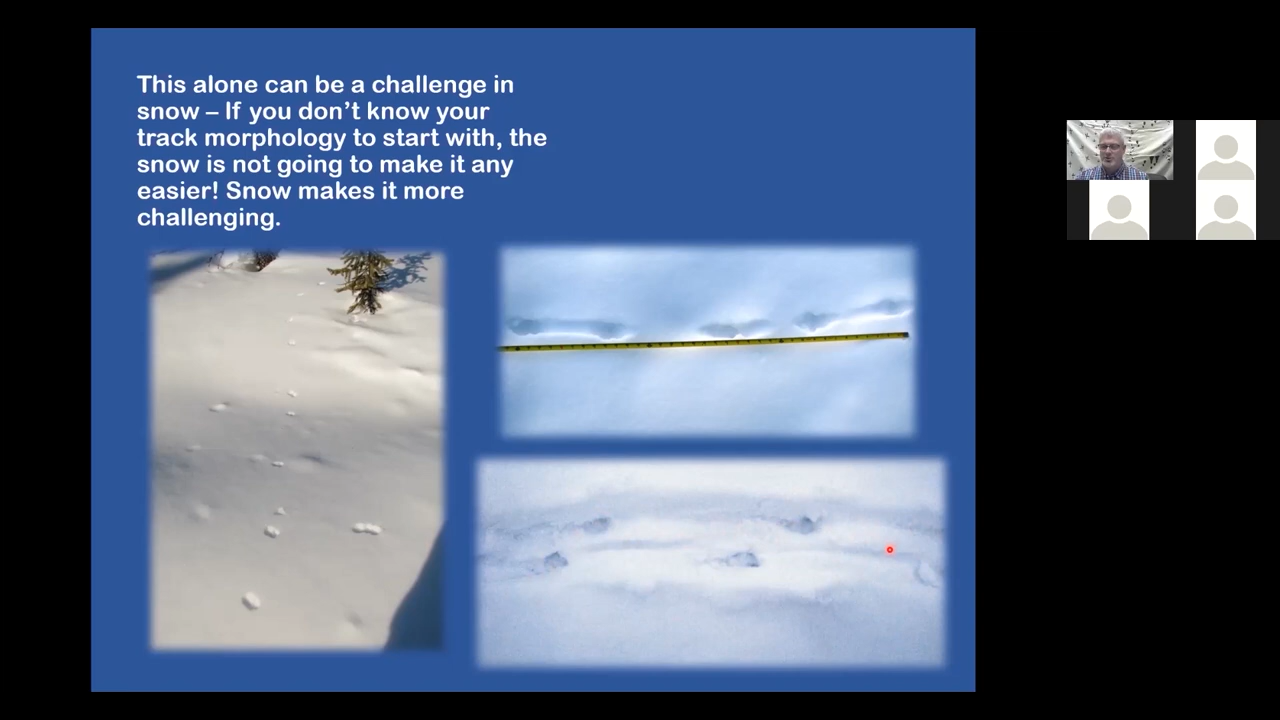 This alone can be a challenge in
snow – If you don’t know your
track morphology to start with, the
snow is not going to make it any
easier! Snow makes it more
challenging.